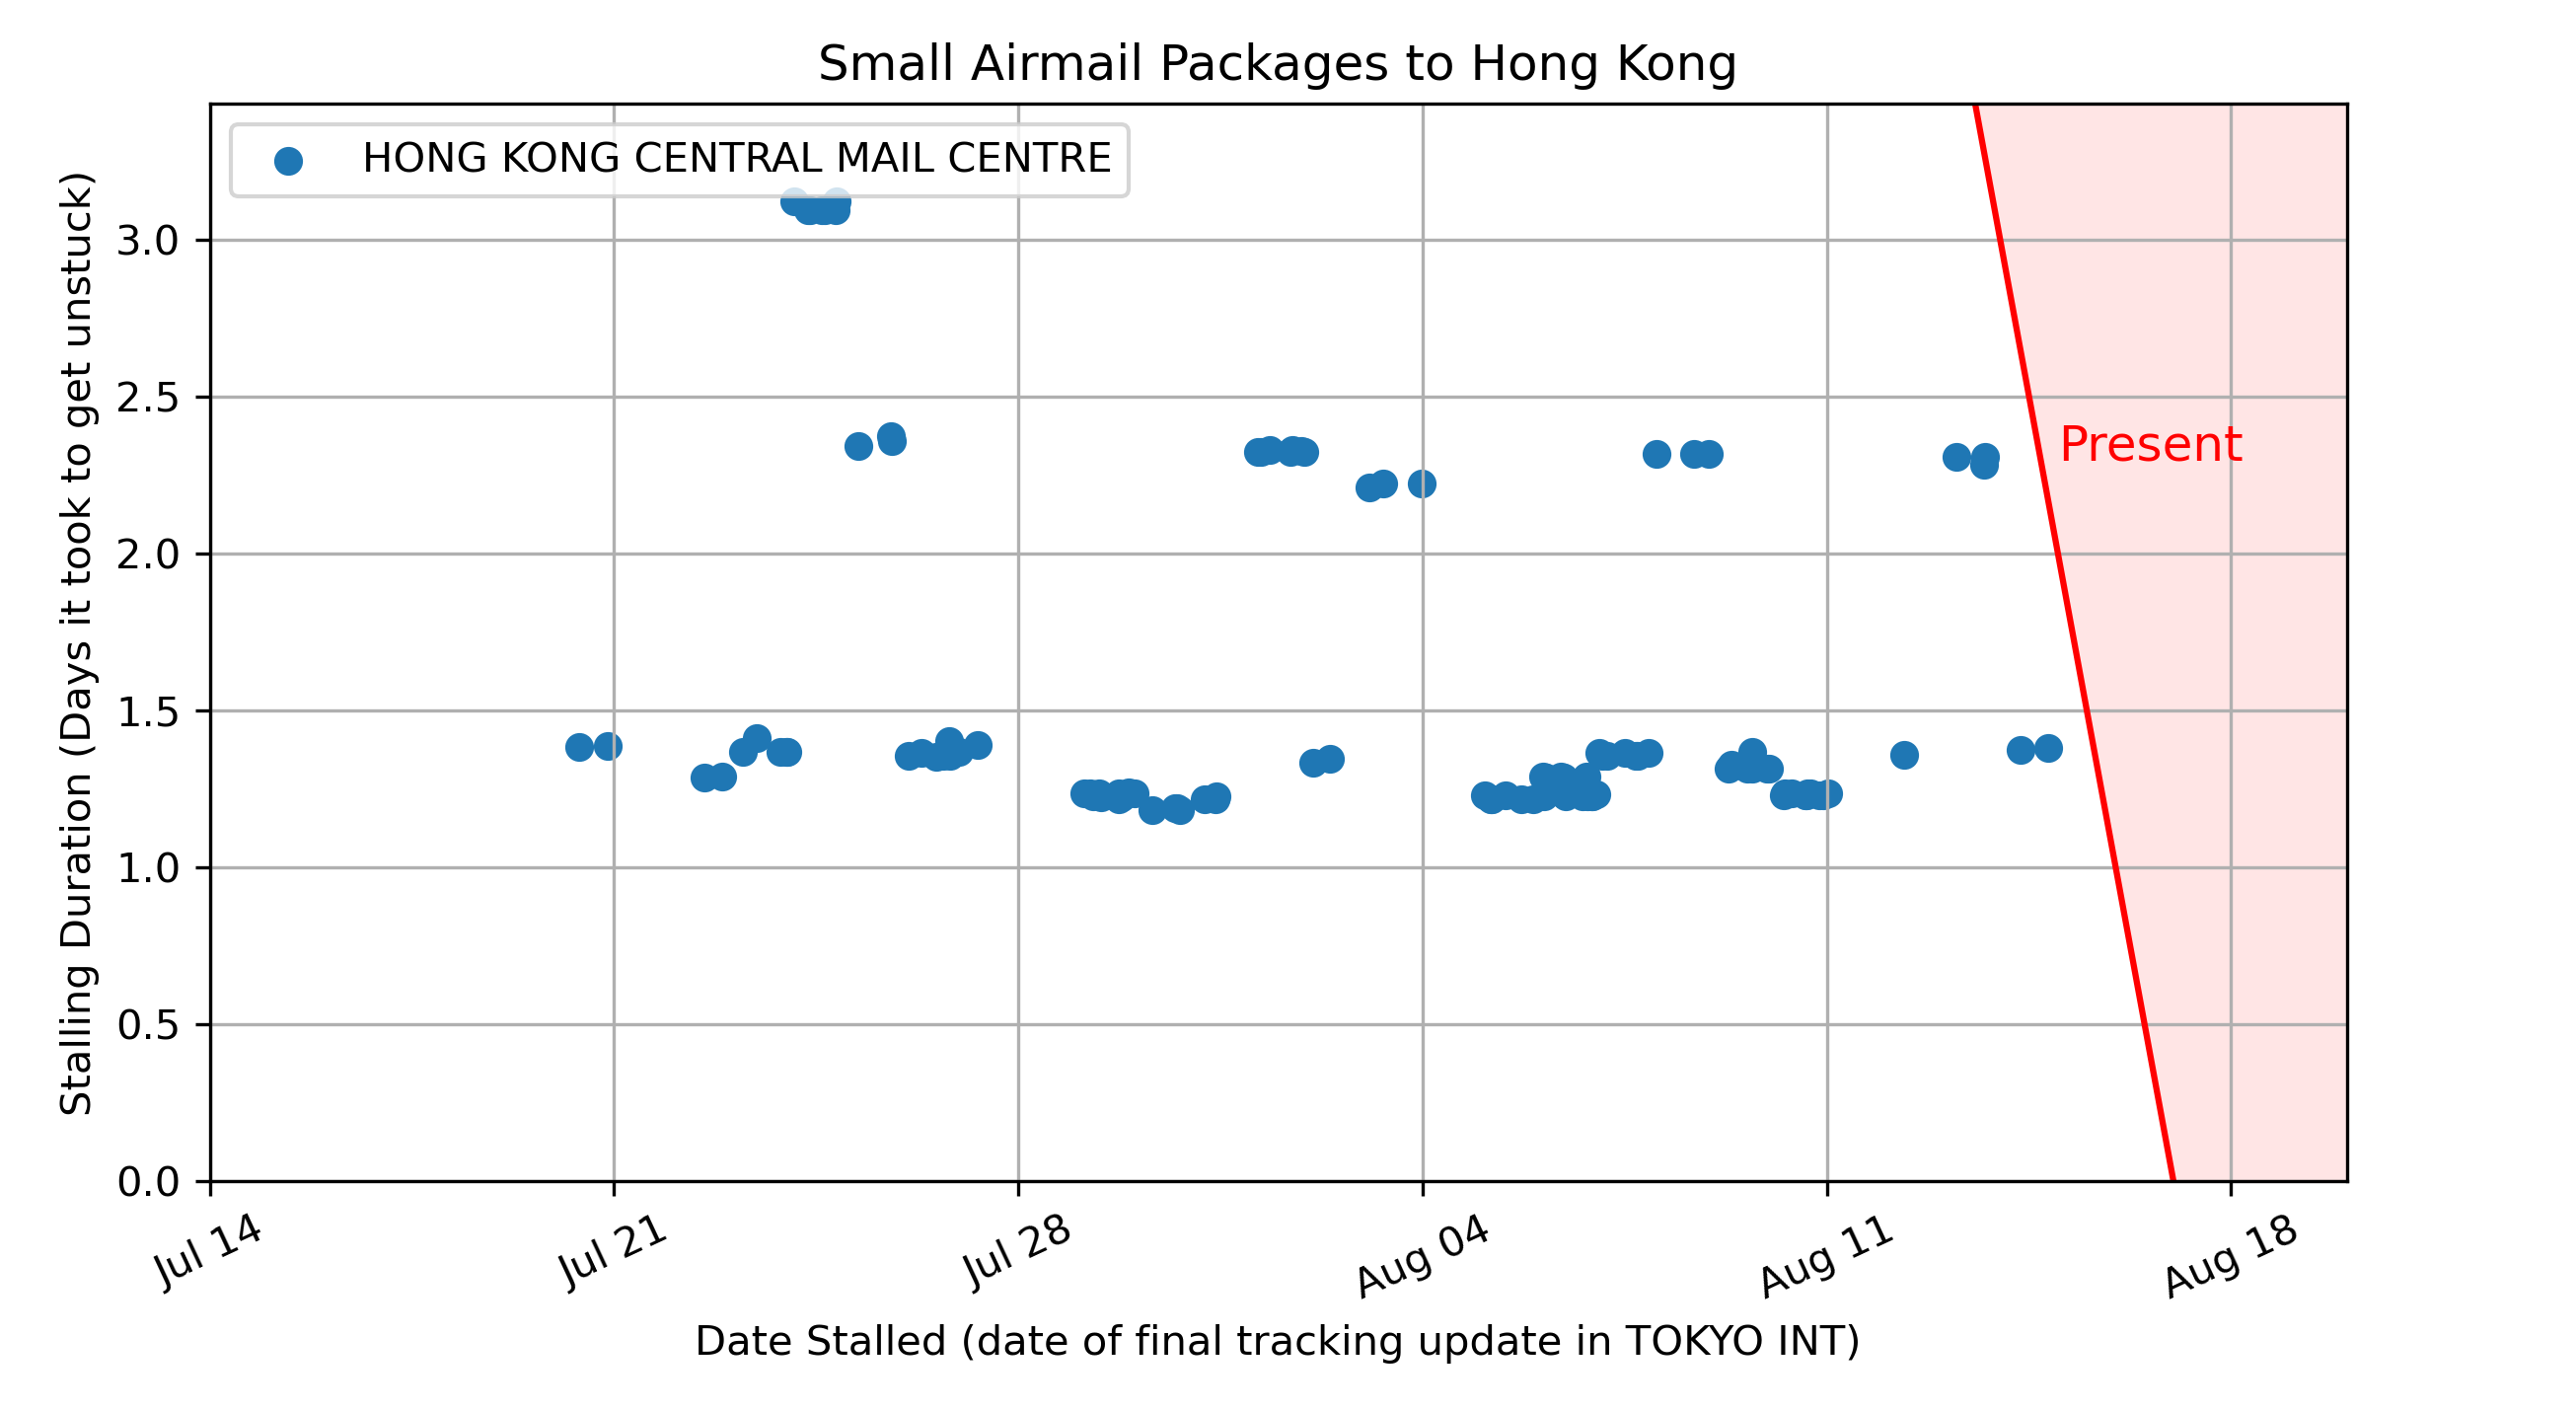 Small Airmail Packages to Hong Kong
HONG KONG CENTRAL MAIL CENTRE
Stalling Duration (Days it took to get unstuck)
3.0
2.5
2.0
1.5
1.0
0.5
0.0
Present
Jul 14
Jul 21
Jul 28
Aug 04
Aug 11
Aug 18
Date Stalled (date of final tracking update in TOKYO INT)